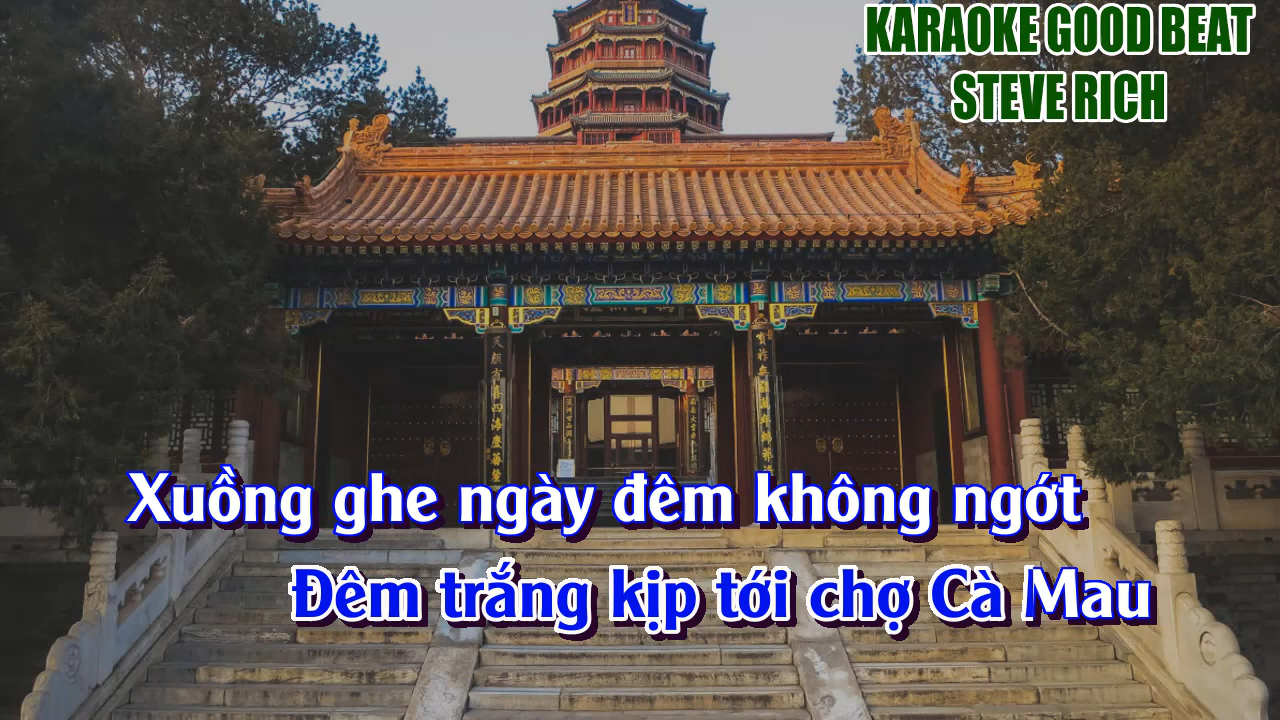 KARAOKE GOOD BEAT
STEVE RICH
Xuồng ghe ngày đêm không ngớt
Đêm trắng kịp tới chợ Cà Mau